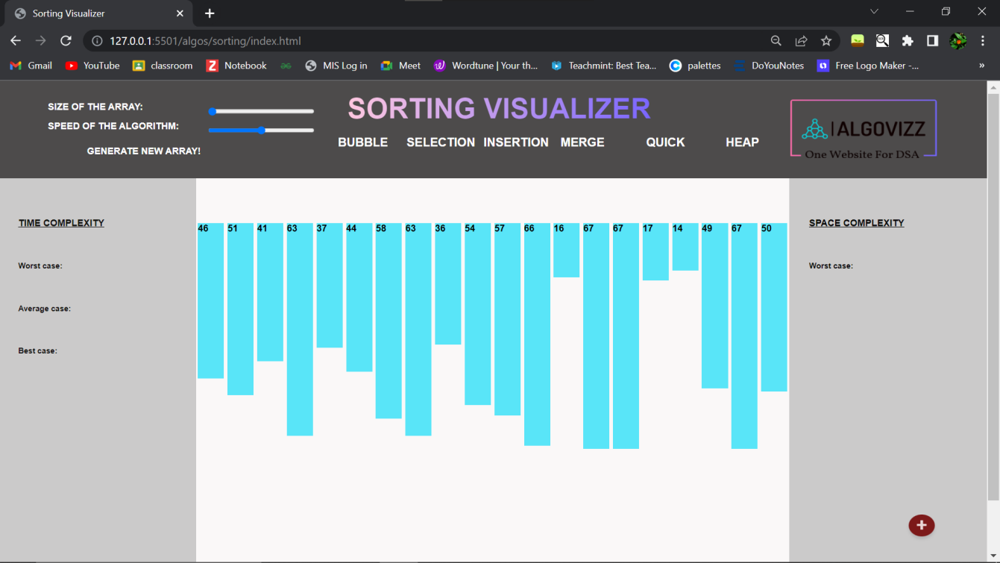 Sorting Visualizer
127.0.0.1:5501/algos/sorting/index.html
Gmail YouTube classroom Notebook MIS Log in Meet Wordtune | Your th... Teachmint: Best Tea... palettes DoYouNotes Free Logo Maker -... »
SIZE OF THE ARRAY:
SPEED OF THE ALGORITHM:
GENERATE NEW ARRAY!
SORTING VISUALIZER
BUBBLE SELECTION INSERTION MERGE QUICK HEAP
ALGOVIZZ
One Website For DSA
TIME COMPLEXITY
Worst case:
Average case:
Best case:
46 51 41 63 37 44 58 63 36 54 57 66 16 67 67 17 14 49 67 50
SPACE COMPLEXITY
Worst case: